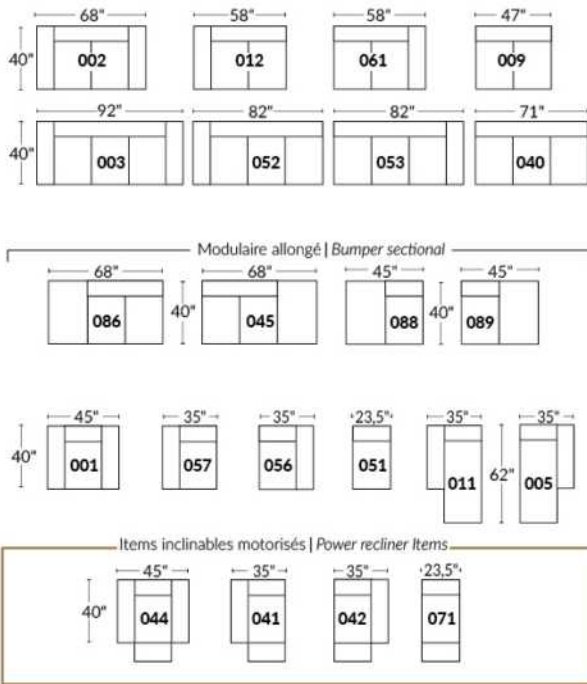 68" 58" 58" 47"
40" 002 012 061 009
92" 82" 82" 71"
40" 003 052 053 040
Modulaire allongé | Bumper sectional
68" 68" 45" 45"
086 40" 045 088 40" 089
45" 35" 35" 23,5" 35" 35"
40" 001 057 056 051 011 62" 005
Items inclinables motorisés | Power recliner Items
45" 35" 35" 23,5"
40" 044 041 042 071